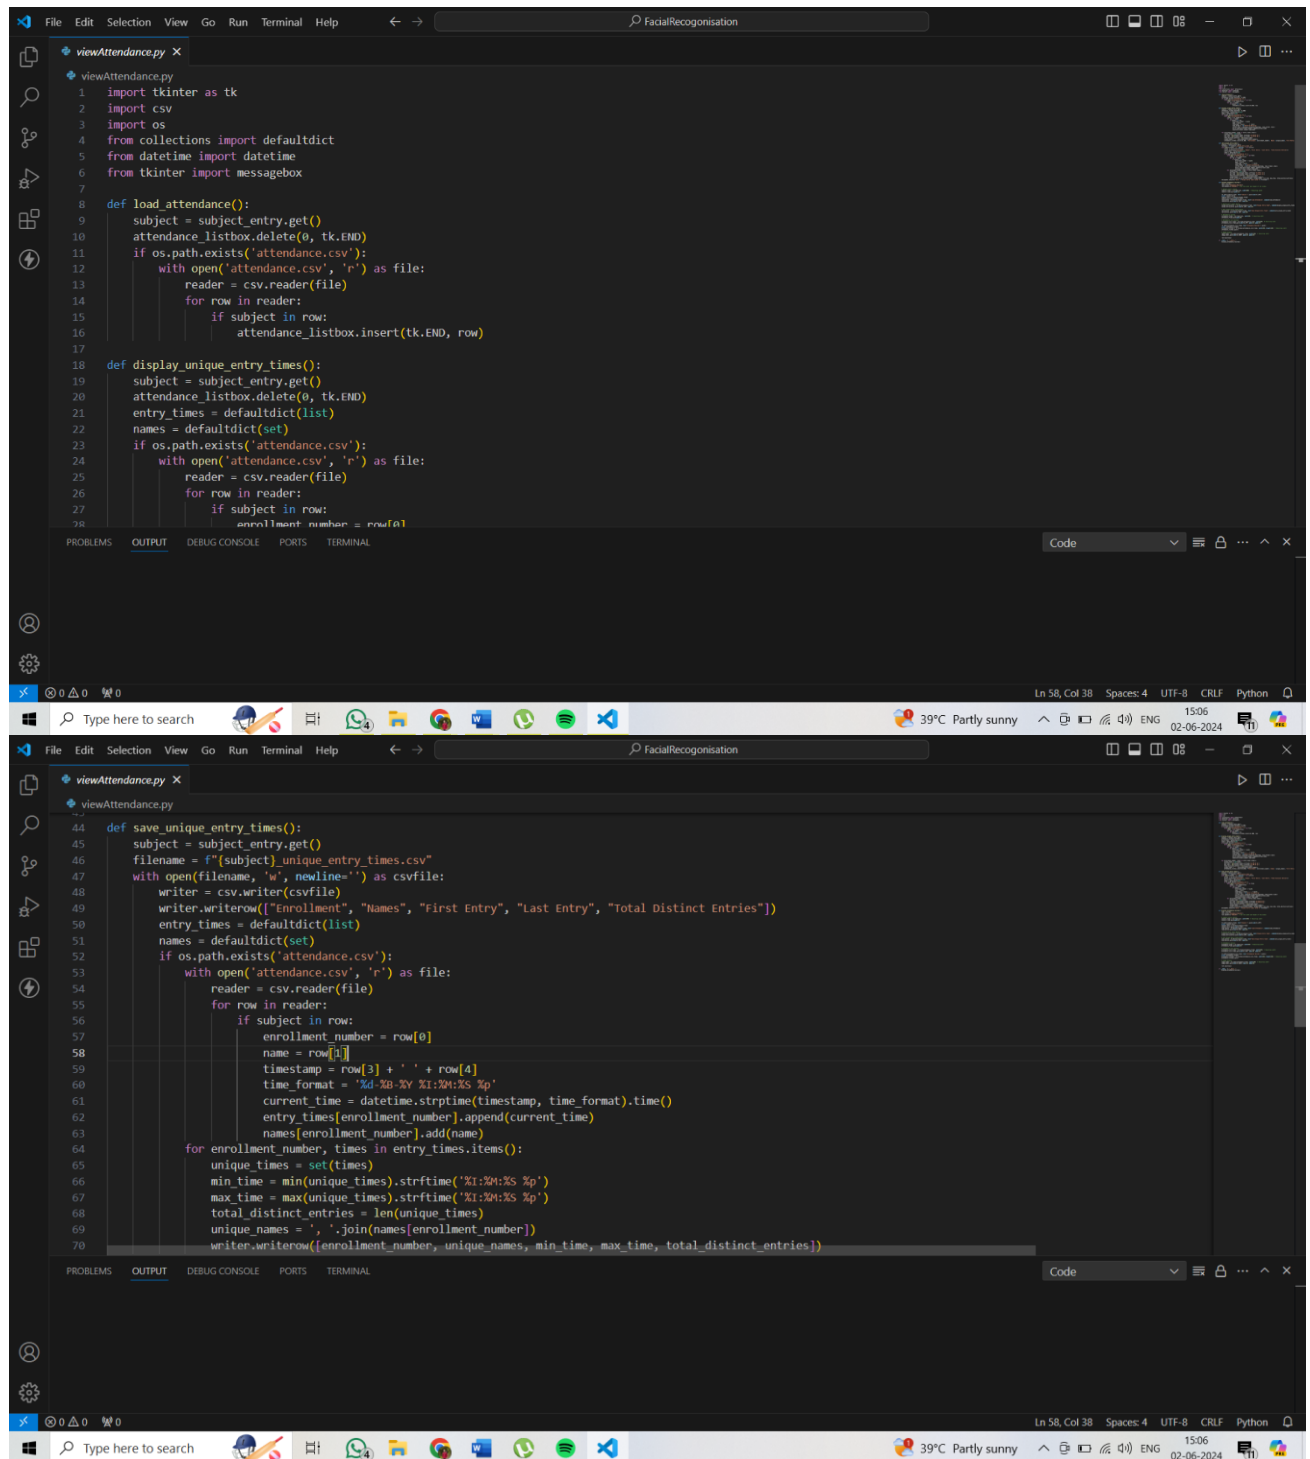 File Edit Selection View Go Run Terminal Help FacialRecogonisation
viewAttendance.py
viewAttendance.py
1 import tkinter as tk
2 import csv
3 import os
4 from collections import defaultdict
5 from datetime import datetime
6 from tkinter import messagebox
7
8 def load_attendance():
9 subject = subject_entry.get()
10 attendance_listbox.delete(0, tk.END)
11 if os.path.exists('attendance.csv'):
12 with open('attendance.csv', 'r') as file:
13 reader = csv.reader(file)
14 for row in reader:
15 if subject in row:
16 attendance_listbox.insert(tk.END, row)
17
18 def display_unique_entry_times():
19 subject = subject_entry.get()
20 attendance_listbox.delete(0, tk.END)
21 entry_times = defaultdict(list)
22 names = defaultdict(set)
23 if os.path.exists('attendance.csv'):
24 with open('attendance.csv', 'r') as file:
25 reader = csv.reader(file)
26 for row in reader:
27 if subject in row:
28 enrollment_number = row[0]
PROBLEMS OUTPUT DEBUG CONSOLE PORTS TERMINAL Code
0 0 0 Ln 58, Col 38 Spaces: 4 UTF-8 CRLF Python
Type here to search 4 39°C Partly sunny ENG 15:06 11
02-06-2024
File Edit Selection View Go Run Terminal Help FacialRecogonisation
viewAttendance.py
viewAttendance.py
44 def save_unique_entry_times():
45 subject = subject_entry.get()
46 filename = f"{subject}_unique_entry_times.csv"
47 with open(filename, 'w', newline='') as csvfile:
48 writer = csv.writer(csvfile)
49 writer.writerow(["Enrollment", "Names", "First Entry", "Last Entry", "Total Distinct Entries"])
50 entry_times = defaultdict(list)
51 names = defaultdict(set)
52 if os.path.exists('attendance.csv'):
53 with open('attendance.csv', 'r') as file:
54 reader = csv.reader(file)
55 for row in reader:
56 if subject in row:
57 enrollment_number = row[0]
58 name = row[1]
59 timestamp = row[3] + ' ' + row[4]
60 time_format = '%d-%B-%Y %I:%M:%S %p'
61 current_time = datetime.strptime(timestamp, time_format).time()
62 entry_times[enrollment_number].append(current_time)
63 names[enrollment_number].add(name)
64 for enrollment_number, times in entry_times.items():
65 unique_times = set(times)
66 min_time = min(unique_times).strftime('%I:%M:%S %p')
67 max_time = max(unique_times).strftime('%I:%M:%S %p')
68 total_distinct_entries = len(unique_times)
69 unique_names = ', '.join(names[enrollment_number])
70 writer.writerow([enrollment_number, unique_names, min_time, max_time, total_distinct_entries])
PROBLEMS OUTPUT DEBUG CONSOLE PORTS TERMINAL Code
0 0 0 Ln 58, Col 38 Spaces: 4 UTF-8 CRLF Python
Type here to search 4 39°C Partly sunny ENG 15:06 11
02-06-2024